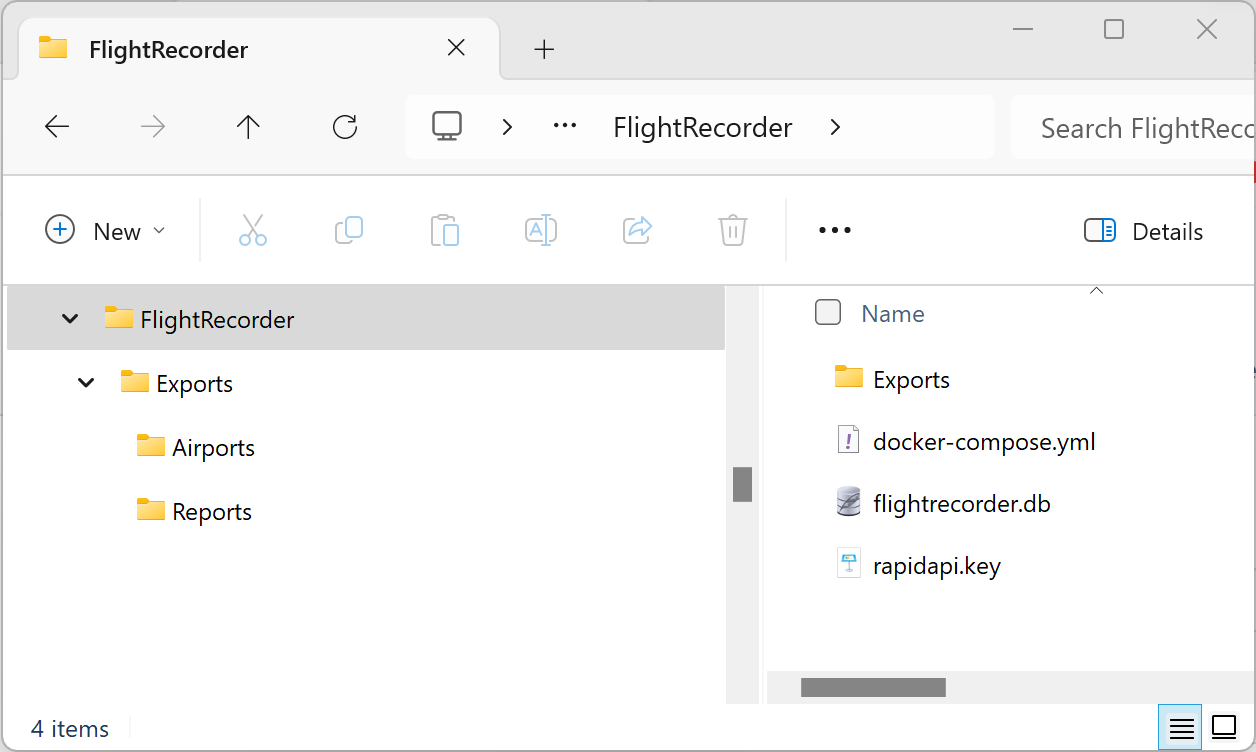 FlightRecorder
FlightRecorder
Search FlightReco
New
Details
FlightRecorder
Exports
Airports
Reports
Name
Exports
docker-compose.yml
flightrecorder.db
rapidapi.key
4 items